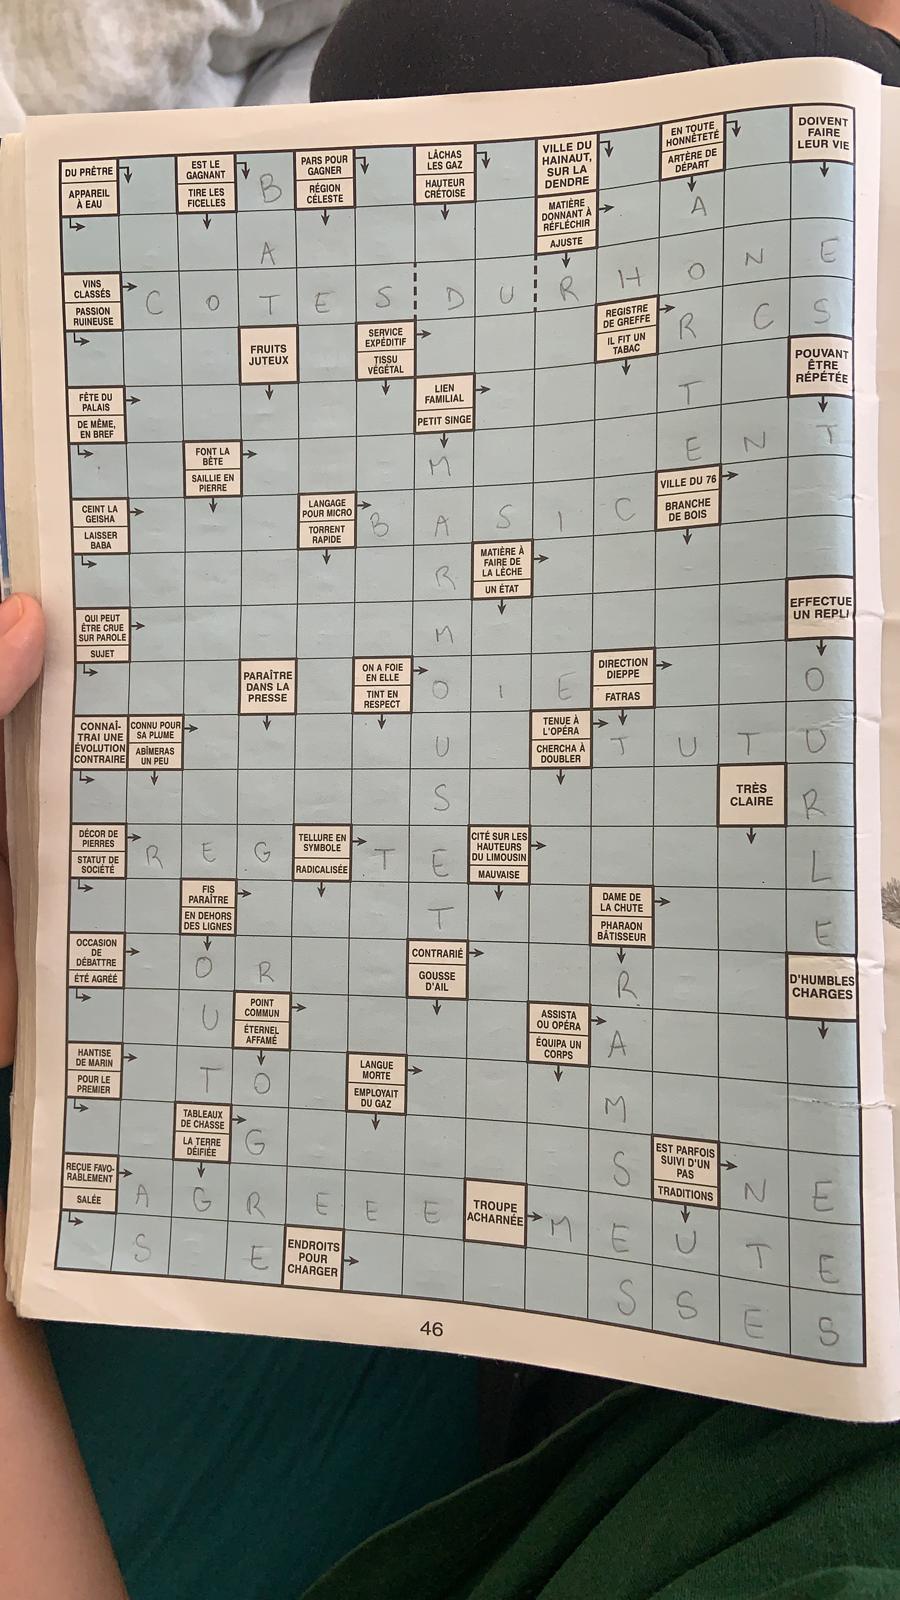 DU PRÊTRE
APPAREIL
À EAU
EST LE
GAGNANT
TIRE LES
FICELLES
B
PARS POUR
GAGNER
RÉGION
CÉLESTE
LÂCHAS
LES GAZ
HAUTEUR
CRÉTOISE
VILLE DU
HAINAUT,
SUR LA
DENDRE
EN TOUTE
HONNÊTETÉ
ARTÈRE DE
DÉPART
DOIVENT
FAIRE
LEUR VIE
A
MATIÈRE
DONNANT À
RÉFLÉCHIR
AJUSTE
A
VINS
CLASSÉS
PASSION
RUINEUSE
C O T E S D U R H O N E
FRUITS
JUTEUX
SERVICE
EXPÉDITIF
TISSU
VÉGÉTAL
REGISTRE
DE GREFFE
IL FIT UN
TABAC
R C S
FÊTE DU
PALAIS
DE MÊME,
EN BREF
LIEN
FAMILIAL
PETIT SINGE
T
POUVANT
ÊTRE
RÉPÉTÉE
FONT LA
BÊTE
SAILLIE EN
PIERRE
M E N T
CEINT LA
GEISHA
LAISSER
BABA
LANGAGE
POUR MICRO
TORRENT
RAPIDE
B A S I C
VILLE DU 76
BRANCHE
DE BOIS
R
MATIÈRE À
FAIRE DE
LA LÈCHE
UN ÉTAT
QUI PEUT
ÊTRE CRUE
SUR PAROLE
SUJET
M
EFFECTUE
UN REPLI
PARAÎTRE
DANS LA
PRESSE
ON A FOIE
EN ELLE
TINT EN
RESPECT
O I E
DIRECTION
DIEPPE
FATRAS
O
CONNAÎ-
TRAI UNE
ÉVOLUTION
CONTRAIRE
CONNU POUR
SA PLUME
ABÎMERAS
UN PEU
U
TENUE À
L'OPÉRA
CHERCHA À
DOUBLER
T U T U
S
TRÈS
CLAIRE
R
DÉCOR DE
PIERRES
STATUT DE
SOCIÉTÉ
R E G
TELLURE EN
SYMBOLE
RADICALISÉE
T E
CITÉ SUR LES
HAUTEURS
DU LIMOUSIN
MAUVAISE
L
FIS
PARAÎTRE
EN DEHORS
DES LIGNES
T
DAME DE
LA CHUTE
PHARAON
BÂTISSEUR
E
OCCASION
DE
DÉBATTRE
ÉTÉ AGRÉÉ
O R
CONTRARIÉ
GOUSSE
D'AIL
R
D'HUMBLES
CHARGES
U
POINT
COMMUN
ÉTERNEL
AFFAMÉ
ASSISTA
OU OPÉRA
ÉQUIPA UN
CORPS
A
HANTISE
DE MARIN
POUR LE
PREMIER
T O
LANGUE
MORTE
EMPLOYAIT
DU GAZ
M
TABLEAUX
DE CHASSE
LA TERRE
DÉIFIÉE
G
S
EST PARFOIS
SUIVI D'UN
PAS
TRADITIONS
N E
REÇUE FAVO-
RABLEMENT
SALÉE
A G R E E E
TROUPE
ACHARNÉE
M E U T E
S E
ENDROITS
POUR
CHARGER
S S E S
46